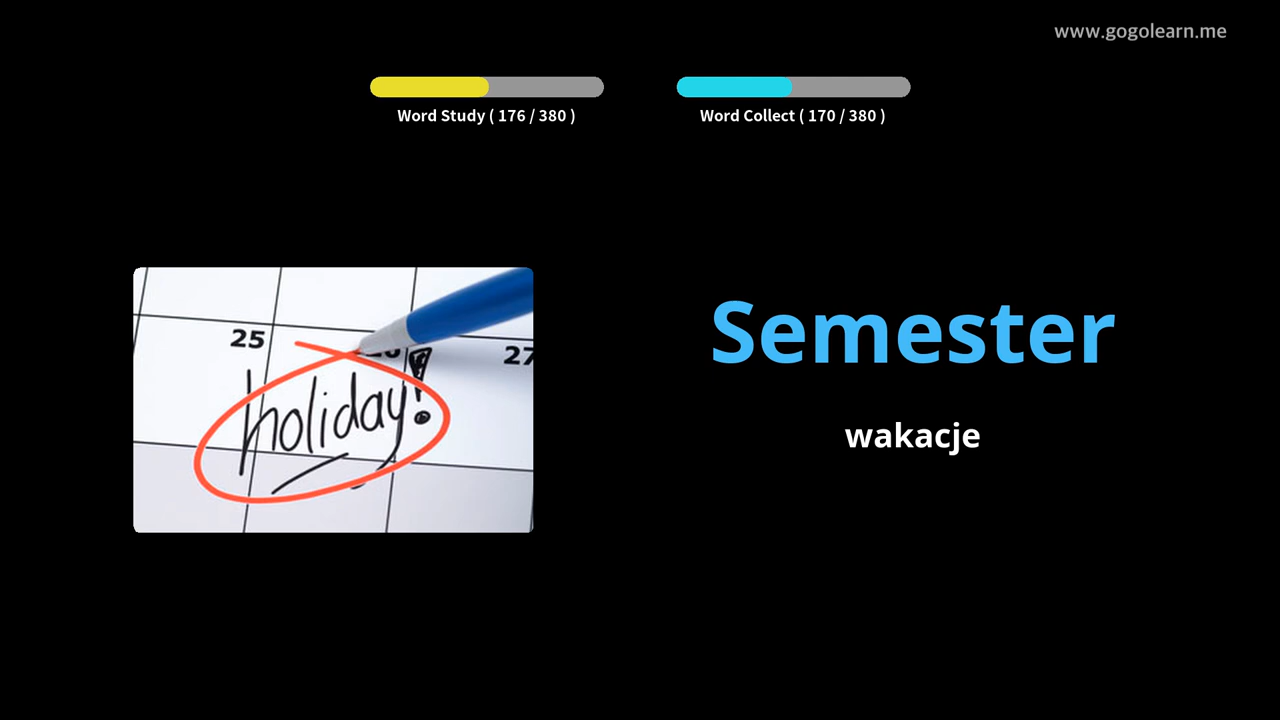 www.gogolearn.me
Word Study ( 176 / 380 )
Word Collect ( 170 / 380 )
25
27
holiday!
Semester
wakacje